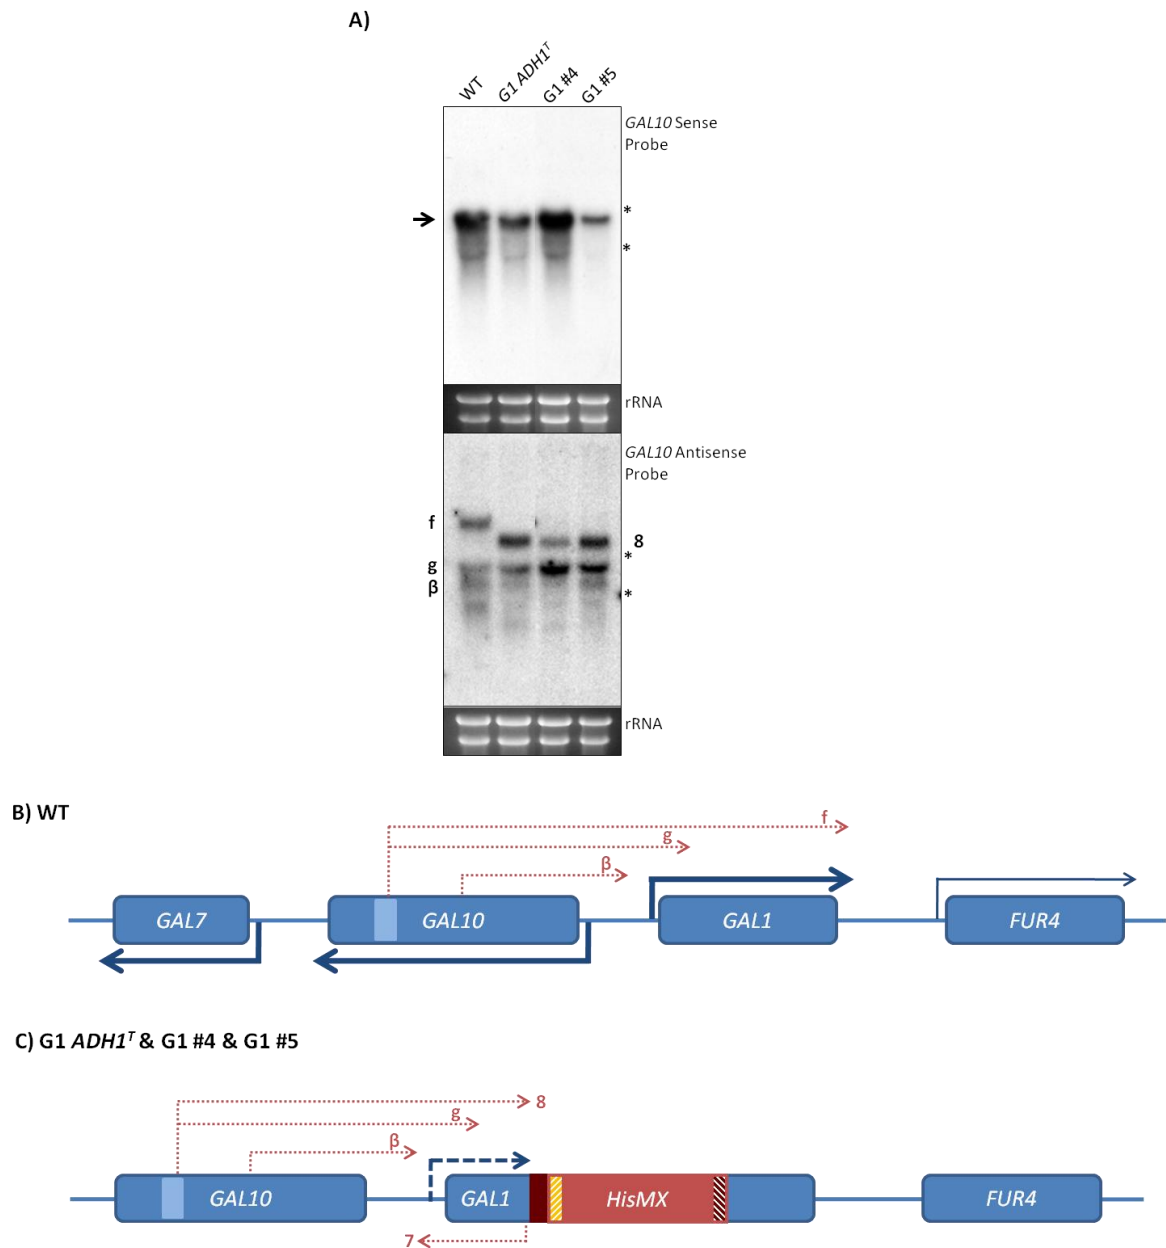 A)
WT
G1 ADH1ᵀ
G1 #4
G1 #5
GAL10 Sense
Probe
*
*
rRNA
GAL10 Antisense
Probe
f
8
*
g
β
*
rRNA
B) WT
f
g
β
GAL7
GAL10
GAL1
FUR4
C) G1 ADH1ᵀ & G1 #4 & G1 #5
8
g
β
GAL10
GAL1
HisMX
FUR4
7